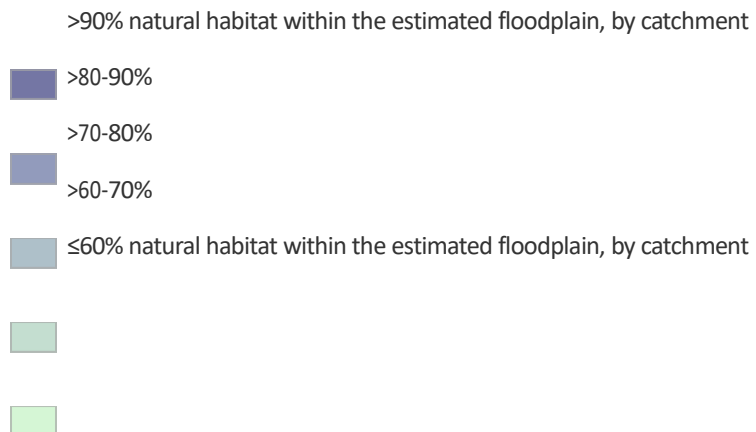 >90% natural habitat within the estimated floodplain, by catchment
>80-90%
>70-80%
>60-70%
≤60% natural habitat within the estimated floodplain, by catchment